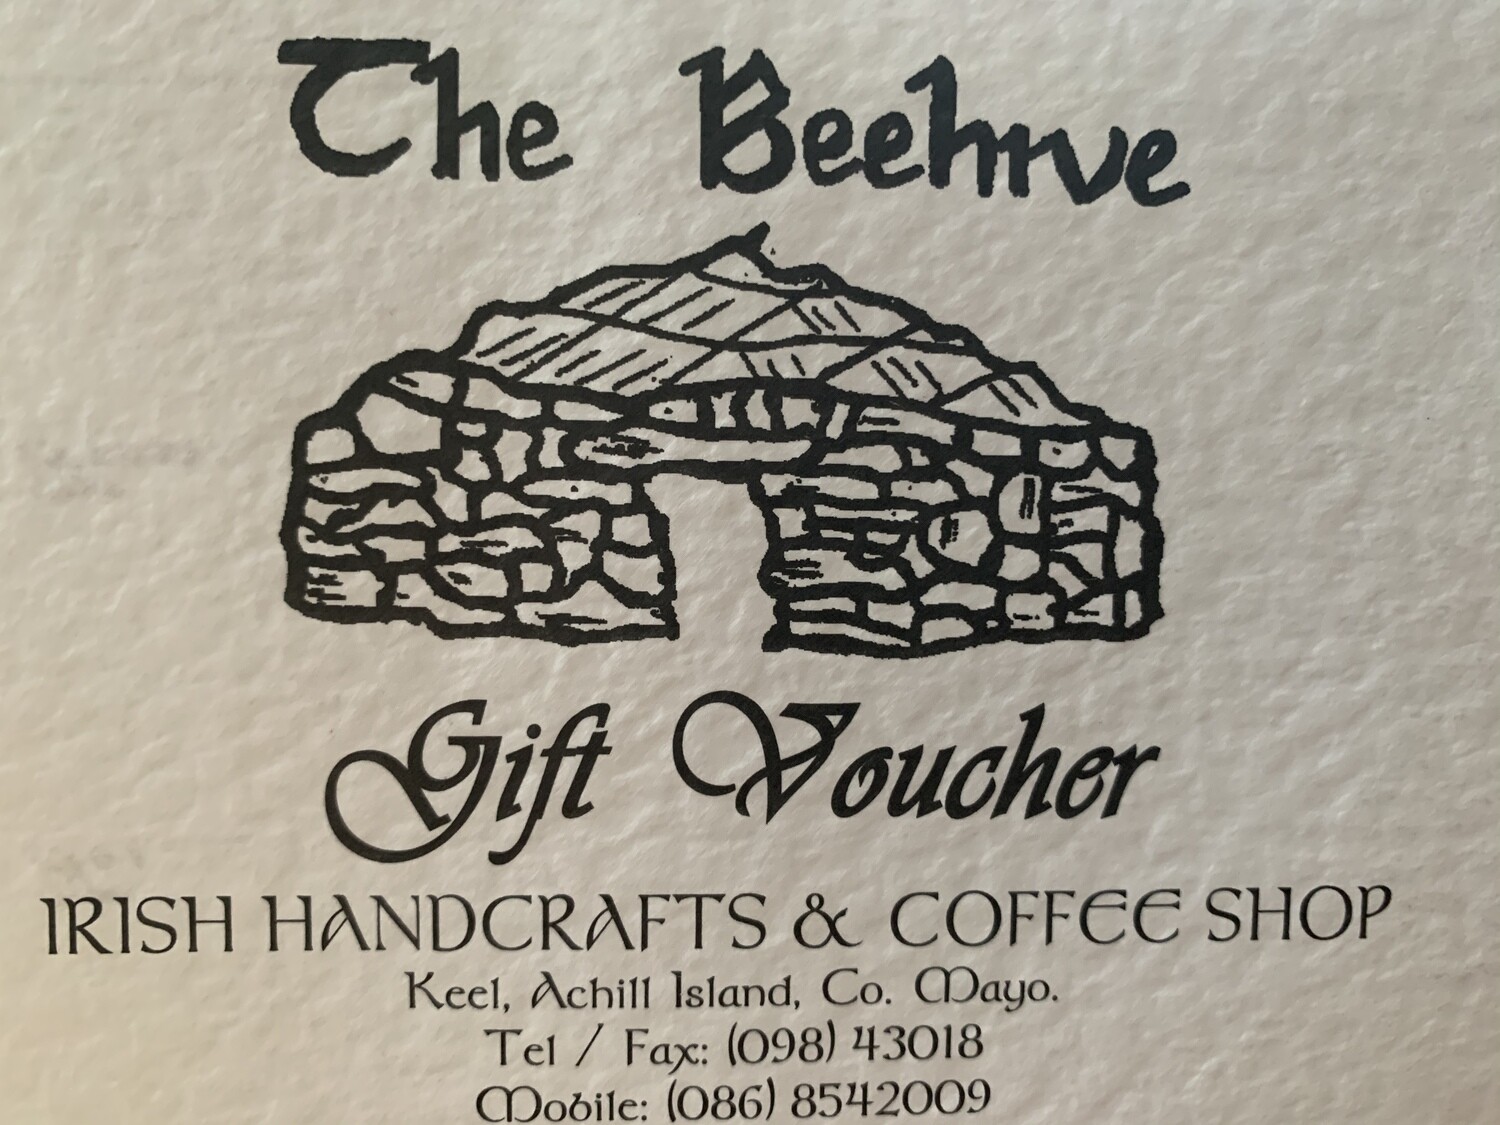 The Beehive
Gift Voucher
IRISH HANDCRAFTS & COFFEE SHOP
Keel, Achill Island, Co. Mayo.
Tel / Fax: (098) 43018
Mobile: (086) 8542009